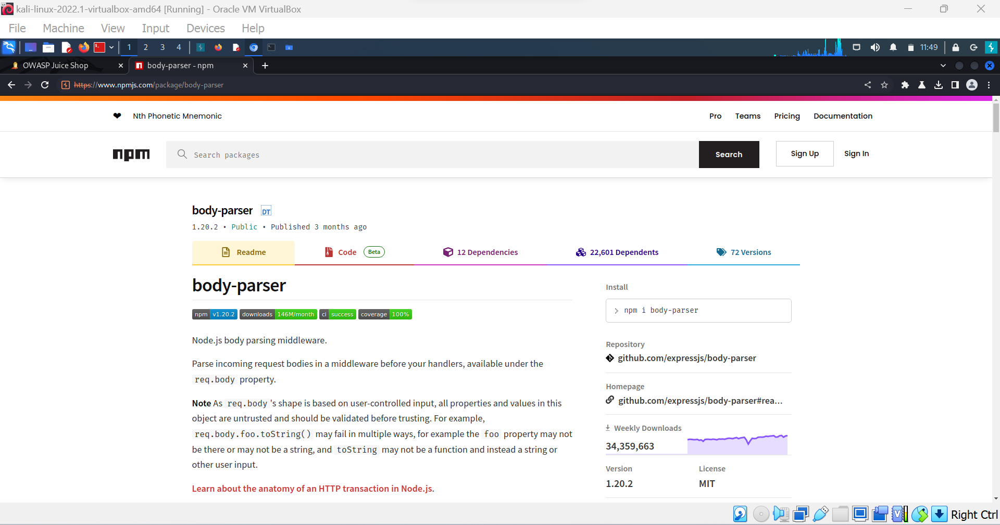 kali-linux-2022.1-virtualbox-amd64 [Running] - Oracle VM VirtualBox
File Machine View Input Devices Help
1 2 3 4 11:49
OWASP Juice Shop body-parser - npm
https://www.npmjs.com/package/body-parser
Nth Phonetic Mnemonic Pro Teams Pricing Documentation
npm Search packages Search Sign Up Sign In
body-parser DT
1.20.2 • Public • Published 3 months ago
Readme Code Beta 12 Dependencies 22,601 Dependents 72 Versions
body-parser
npm v1.20.2 downloads 146M/month ci success coverage 100%
Node.js body parsing middleware.
Parse incoming request bodies in a middleware before your handlers, available under the
req.body property.
Note As req.body 's shape is based on user-controlled input, all properties and values in this
object are untrusted and should be validated before trusting. For example,
req.body.foo.toString() may fail in multiple ways, for example the foo property may not
be there or may not be a string, and toString may not be a function and instead a string or
other user input.
Learn about the anatomy of an HTTP transaction in Node.js.
Install
npm i body-parser
Repository
github.com/expressjs/body-parser
Homepage
github.com/expressjs/body-parser#rea...
Weekly Downloads
34,359,663
Version License
1.20.2 MIT
Right Ctrl